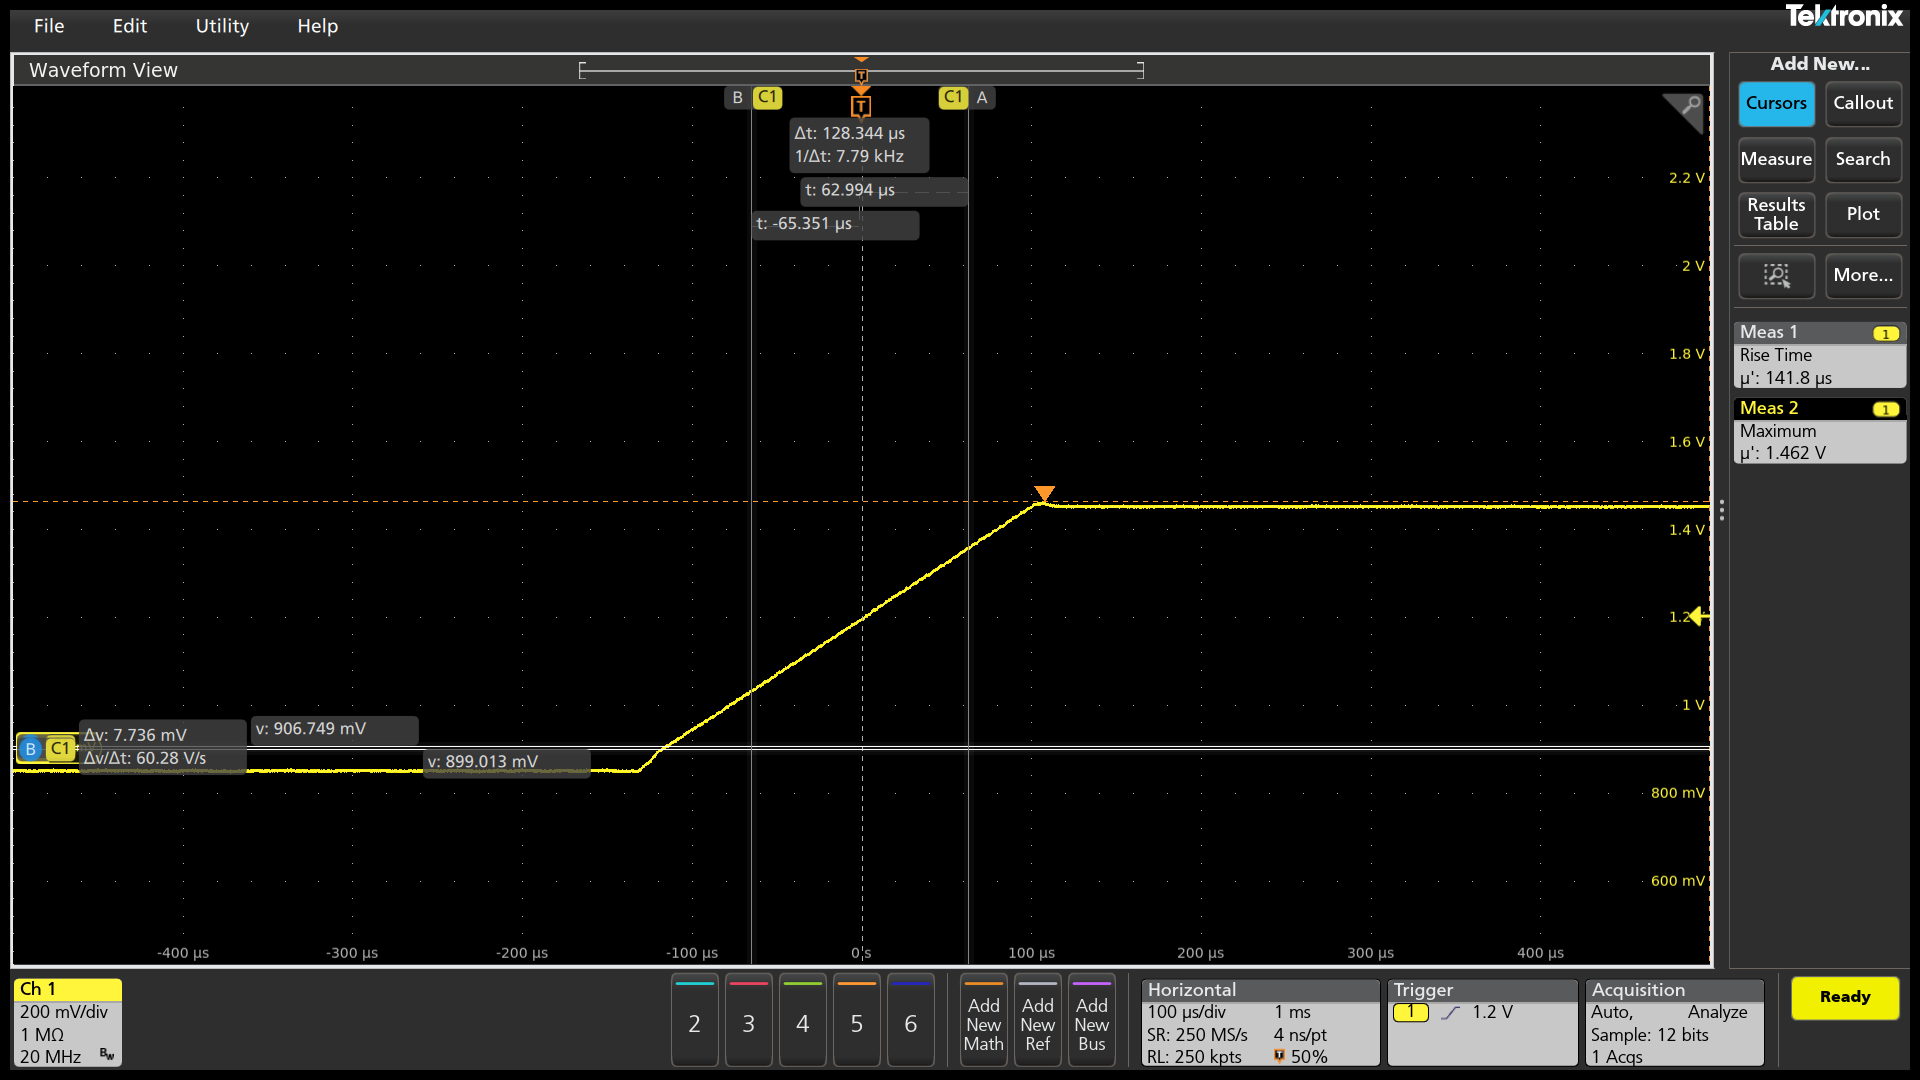 File Edit Utility Help
Tektronix
Waveform View
T
Add New...
B C1 T C1 A
Cursors Callout
Δt: 128.344 µs
1/Δt: 7.79 kHz
t: 62.994 µs
t: -65.351 µs
Measure Search
Results Table Plot
More...
2.2 V
2 V
1.8 V
1.6 V
1.4 V
1.2
1 V
800 mV
600 mV
Meas 1 1
Rise Time
µ': 141.8 µs
Meas 2 1
Maximum
µ': 1.462 V
B C1
Δv: 7.736 mV
Δv/Δt: 60.28 V/s
v: 906.749 mV
v: 899.013 mV
-400 µs -300 µs -200 µs -100 µs 0 s 100 µs 200 µs 300 µs 400 µs
Ch 1
200 mV/div
1 MΩ
20 MHz BW
2 3 4 5 6
Add New Math
Add New Ref
Add New Bus
Horizontal
100 µs/div 1 ms
SR: 250 MS/s 4 ns/pt
RL: 250 kpts T 50%
Trigger
1 1.2 V
Acquisition
Auto, Analyze
Sample: 12 bits
1 Acqs
Ready